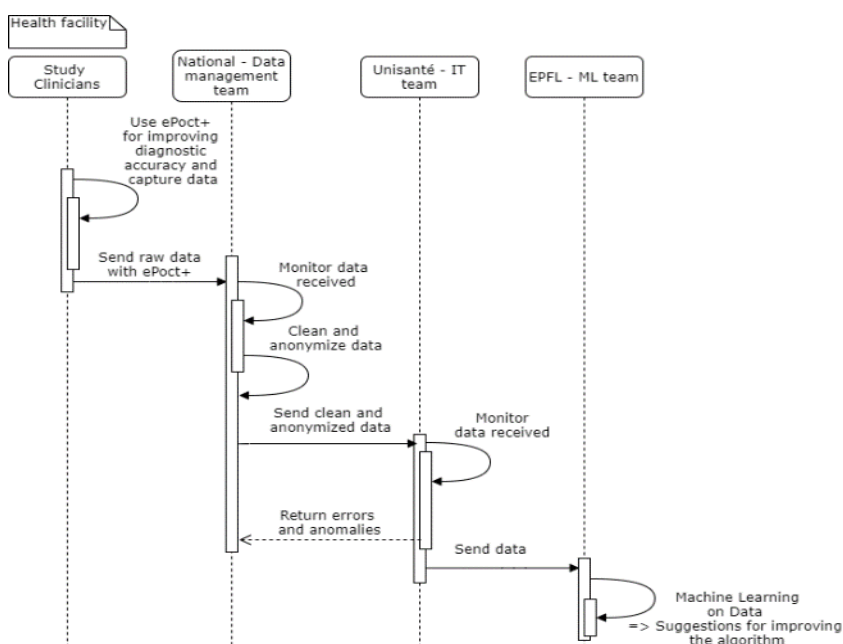 Health facility
Study
Clinicians
National - Data
management
team
Unisanté - IT
team
EPFL - ML team
Use ePoct+
for improving
diagnostic
accuracy and
capture data
Send raw data
with ePoct+
Monitor data
received
Clean and
anonymize data
Send clean and
anonymized data
Monitor
data received
Return errors
and anomalies
Send data
Machine Learning
on Data
=> Suggestions for improving
the algorithm